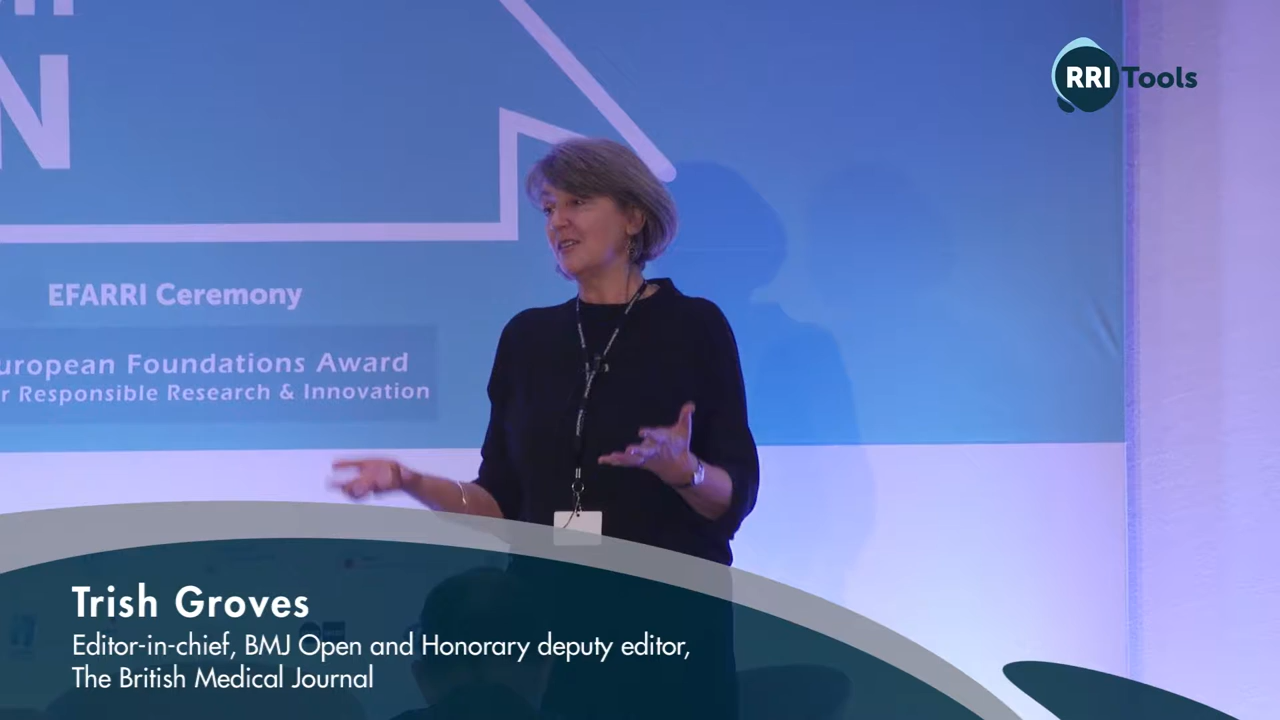 N
RRI Tools
EFARRI Ceremony
uropean Foundations Award
r Responsible Research & Innovation
Trish Groves
Editor-in-chief, BMJ Open and Honorary deputy editor,
The British Medical Journal